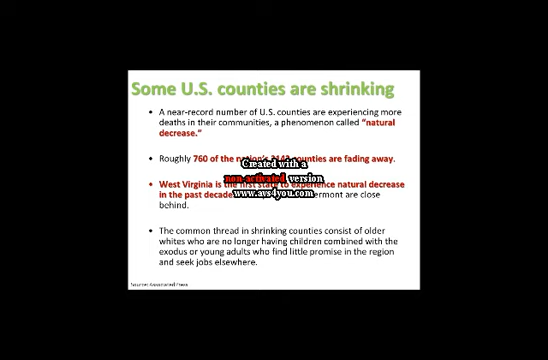 Some U.S. counties are shrinking
• A near-record number of U.S. counties are experiencing more
deaths in their communities, a phenomenon called “natural
decrease.”
• Roughly 760 of the nation's 3142 counties are fading away.
Created with a
• West Virginia is the first state to experience natural decrease
non-activated version
in the past decade. ermont are close
www.avs4you.com
behind.
• The common thread in shrinking counties consist of older
whites who are no longer having children combined with the
exodus or young adults who find little promise in the region
and seek jobs elsewhere.
Source: Associated Press